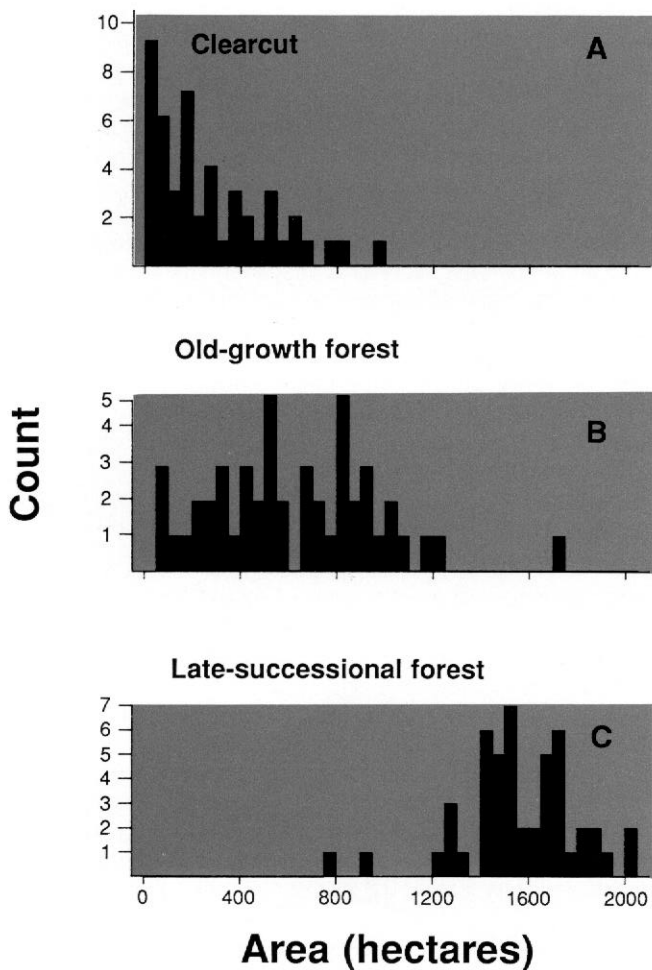 Clearcut
A
10
8
6
4
2
Old-growth forest
B
5
4
3
2
1
Count
Late-successional forest
C
7
6
5
4
3
2
1
0 400 800 1200 1600 2000
Area (hectares)